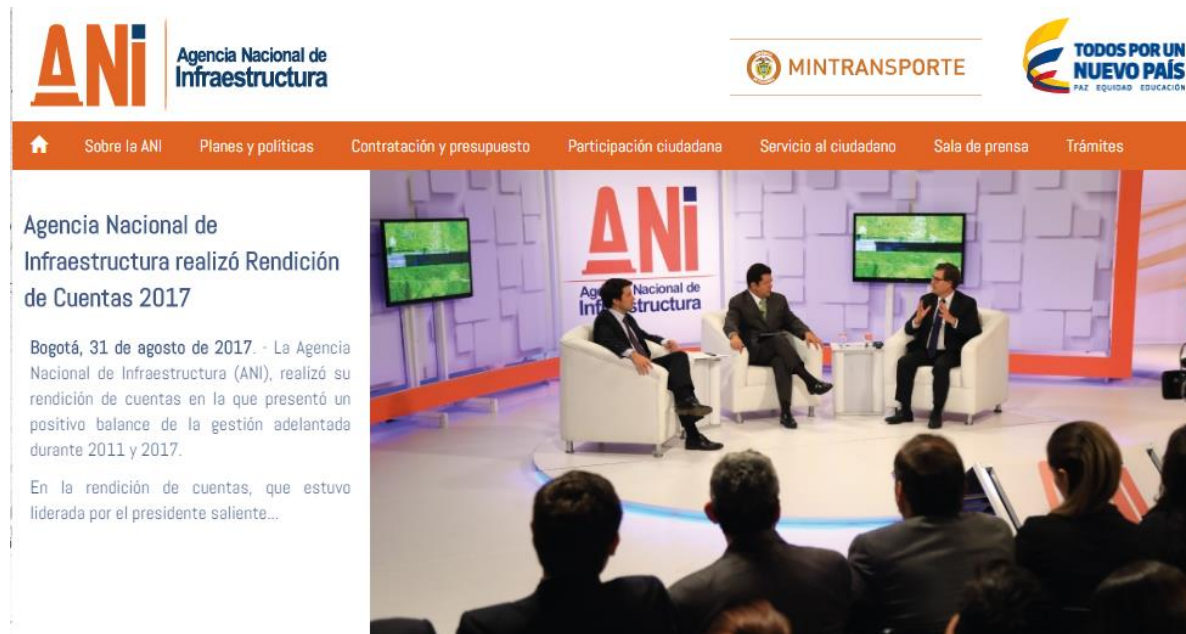 ANi
Agencia Nacional de
Infraestructura
MINTRANSPORTE
TODOS POR UN
NUEVO PAÍS
PAZ EQUIDAD EDUCACIÓN
Sobre la ANI Planes y políticas Contratación y presupuesto Participación ciudadana Servicio al ciudadano Sala de prensa Trámites
Agencia Nacional de
Infraestructura realizó Rendición
de Cuentas 2017
Bogotá, 31 de agosto de 2017. - La Agencia
Nacional de Infraestructura (ANI), realizó su
rendición de cuentas en la que presentó un
positivo balance de la gestión adelantada
durante 2011 y 2017.
En la rendición de cuentas, que estuvo
liderada por el presidente saliente...
ANi
Nacional de